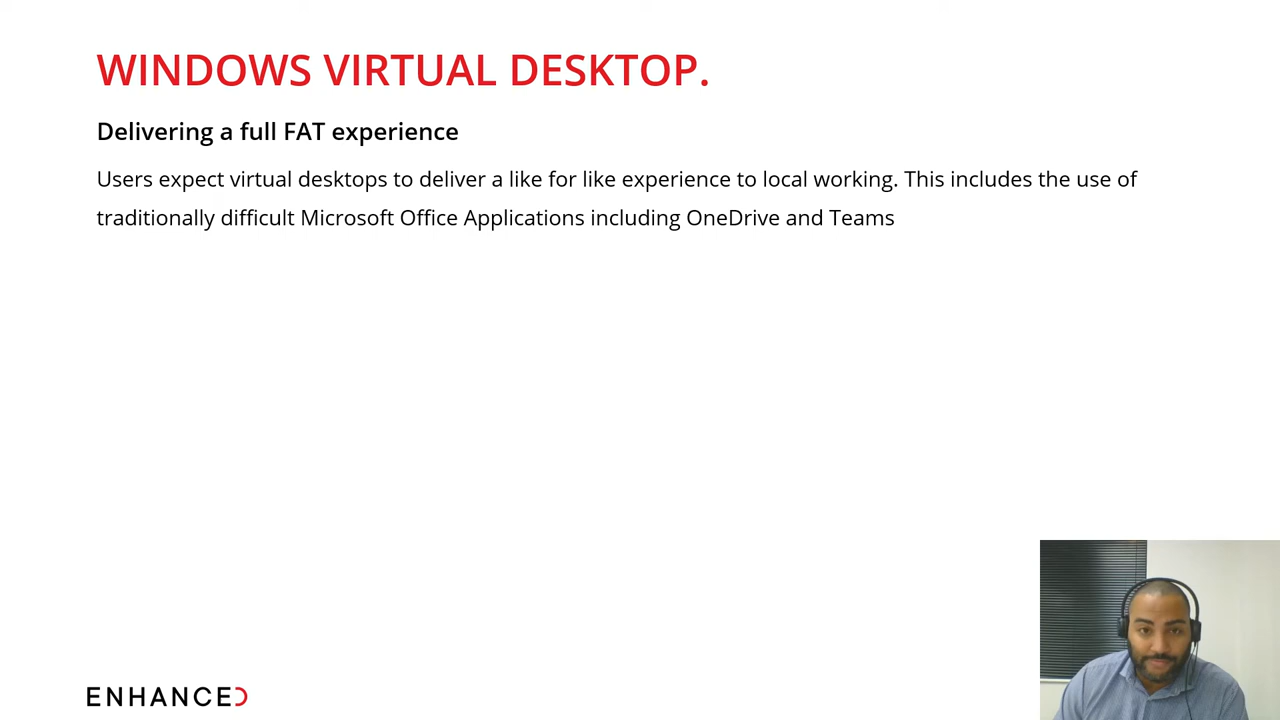 WINDOWS VIRTUAL DESKTOP.
Delivering a full FAT experience
Users expect virtual desktops to deliver a like for like experience to local working. This includes the use of
traditionally difficult Microsoft Office Applications including OneDrive and Teams
ENHANCED